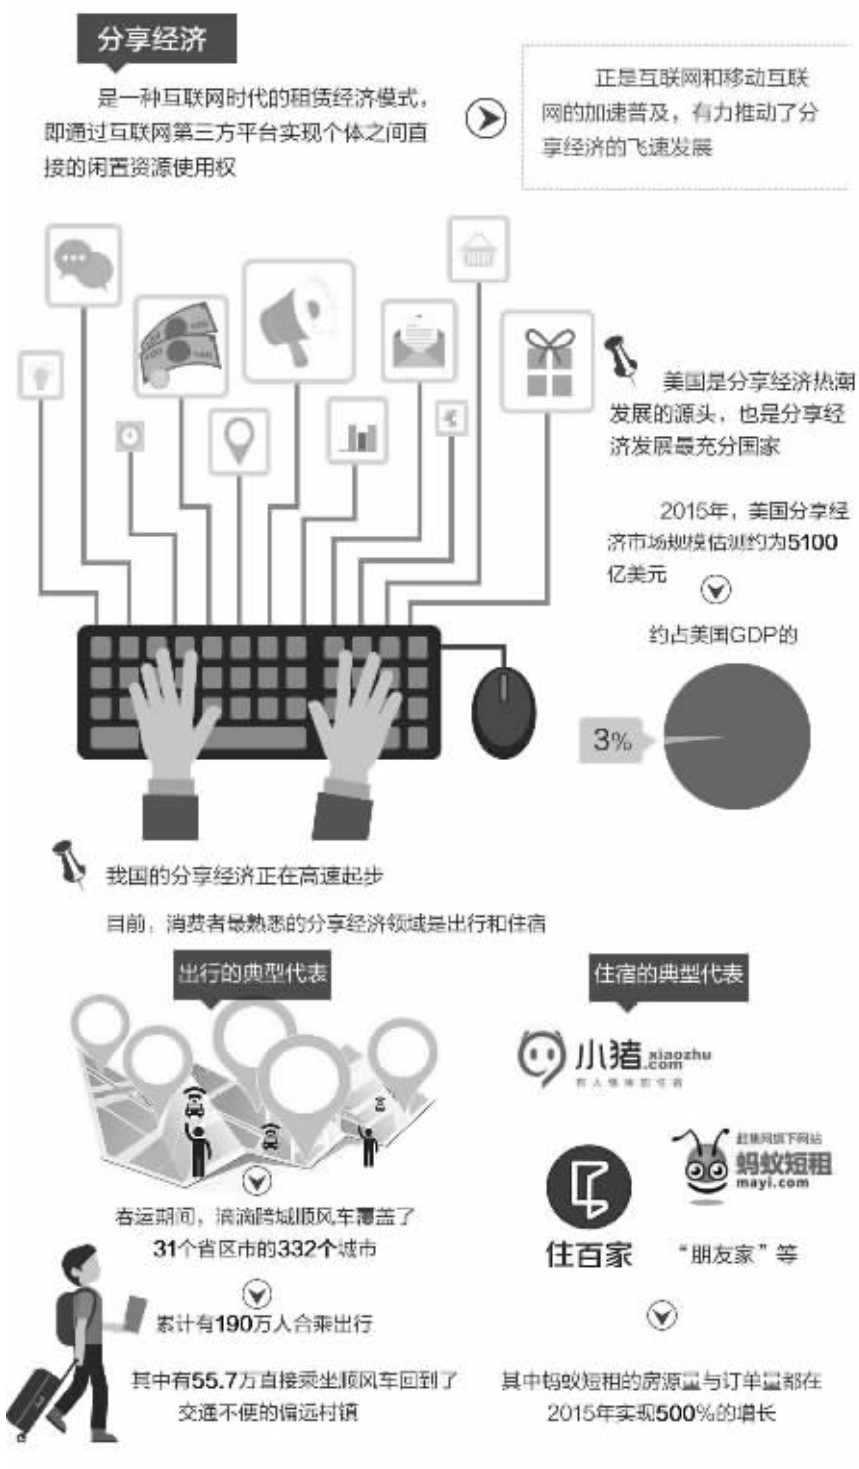 分享经济
是一种互联网时代的租赁经济模式，
即通过互联网第三方平台实现个体之间直
接的闲置资源使用权
正是互联网和移动互联
网的加速普及，有力推动了分
享经济的飞速发展
美国是分享经济热潮
发展的源头，也是分享经
济发展最充分国家
2015年，美国分享经
济市场规模估测约为5100
亿美元
约占美国GDP的
3%
我国的分享经济正在高速起步
目前，消费者最熟悉的分享经济领域是出行和住宿
出行的典型代表
春运期间，滴滴跨城顺风车覆盖了
31个省区市的332个城市
累计有190万人合乘出行
其中有55.7万直接乘坐顺风车回到了
交通不便的偏远村镇
住宿的典型代表
小猪 xiaozhu
.com
有人情味的住宿
赶集网旗下网站
蚂蚁短租
mayi.com
住百家
“朋友家”等
其中蚂蚁短租的房源量与订单量都在
2015年实现500%的增长